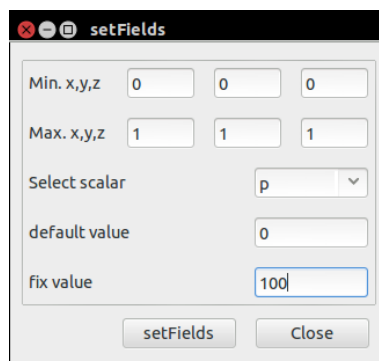 setFields
Min. x,y,z 0 0 0
Max. x,y,z 1 1 1
Select scalar p
default value 0
fix value 100
setFields Close